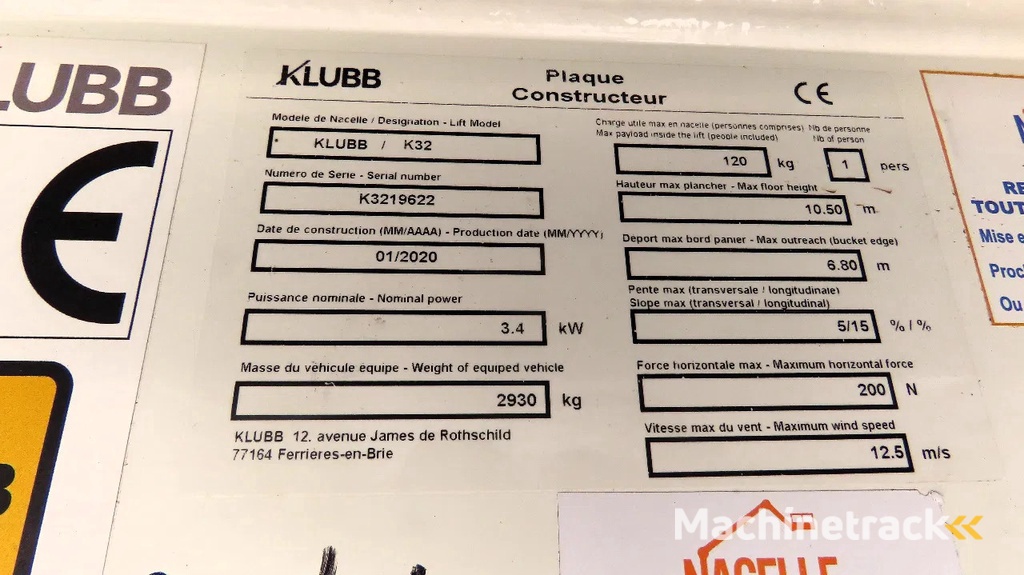 LUBB
CE
KLUBB
Plaque
Constructeur
CE
Modele de Nacelle / Designation - Lift Model
KLUBB / K32
Numero de Serie - Serial number
K3219622
Date de construction (MM/AAAA) - Production date (MM/YYYY)
01/2020
Puissance nominale - Nominal power
3.4 kW
Masse du véhicule équipe - Weight of equiped vehicle
2930 kg
KLUBB 12. avenue James de Rothschild
77164 Ferrieres-en-Brie
Charge utile max en nacelle (personnes comprises) Nb de personne
Max payload inside the lift (people included) Nb of person
120 kg 1 pers
Hauteur max plancher - Max floor height
10.50 m
Deport max bord panier - Max outreach (bucket edge)
6.80 m
Pente max (transversale / longitudinale)
Slope max (transversal / longitudinal)
5/15 % / %
Force horizontale max - Maximum horizontal force
200 N
Vitesse max du vent - Maximum wind speed
12.5 m/s
RE
TOUT
Mise e
Proc
Ou
Machinetrack
NACELLE